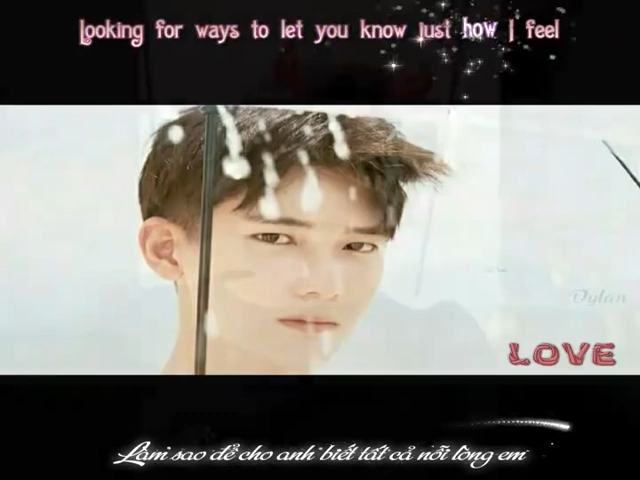 Looking for ways to let you know just how I feel
Dylan
LOVE
Làm sao để cho anh biết tất cả nỗi lòng em